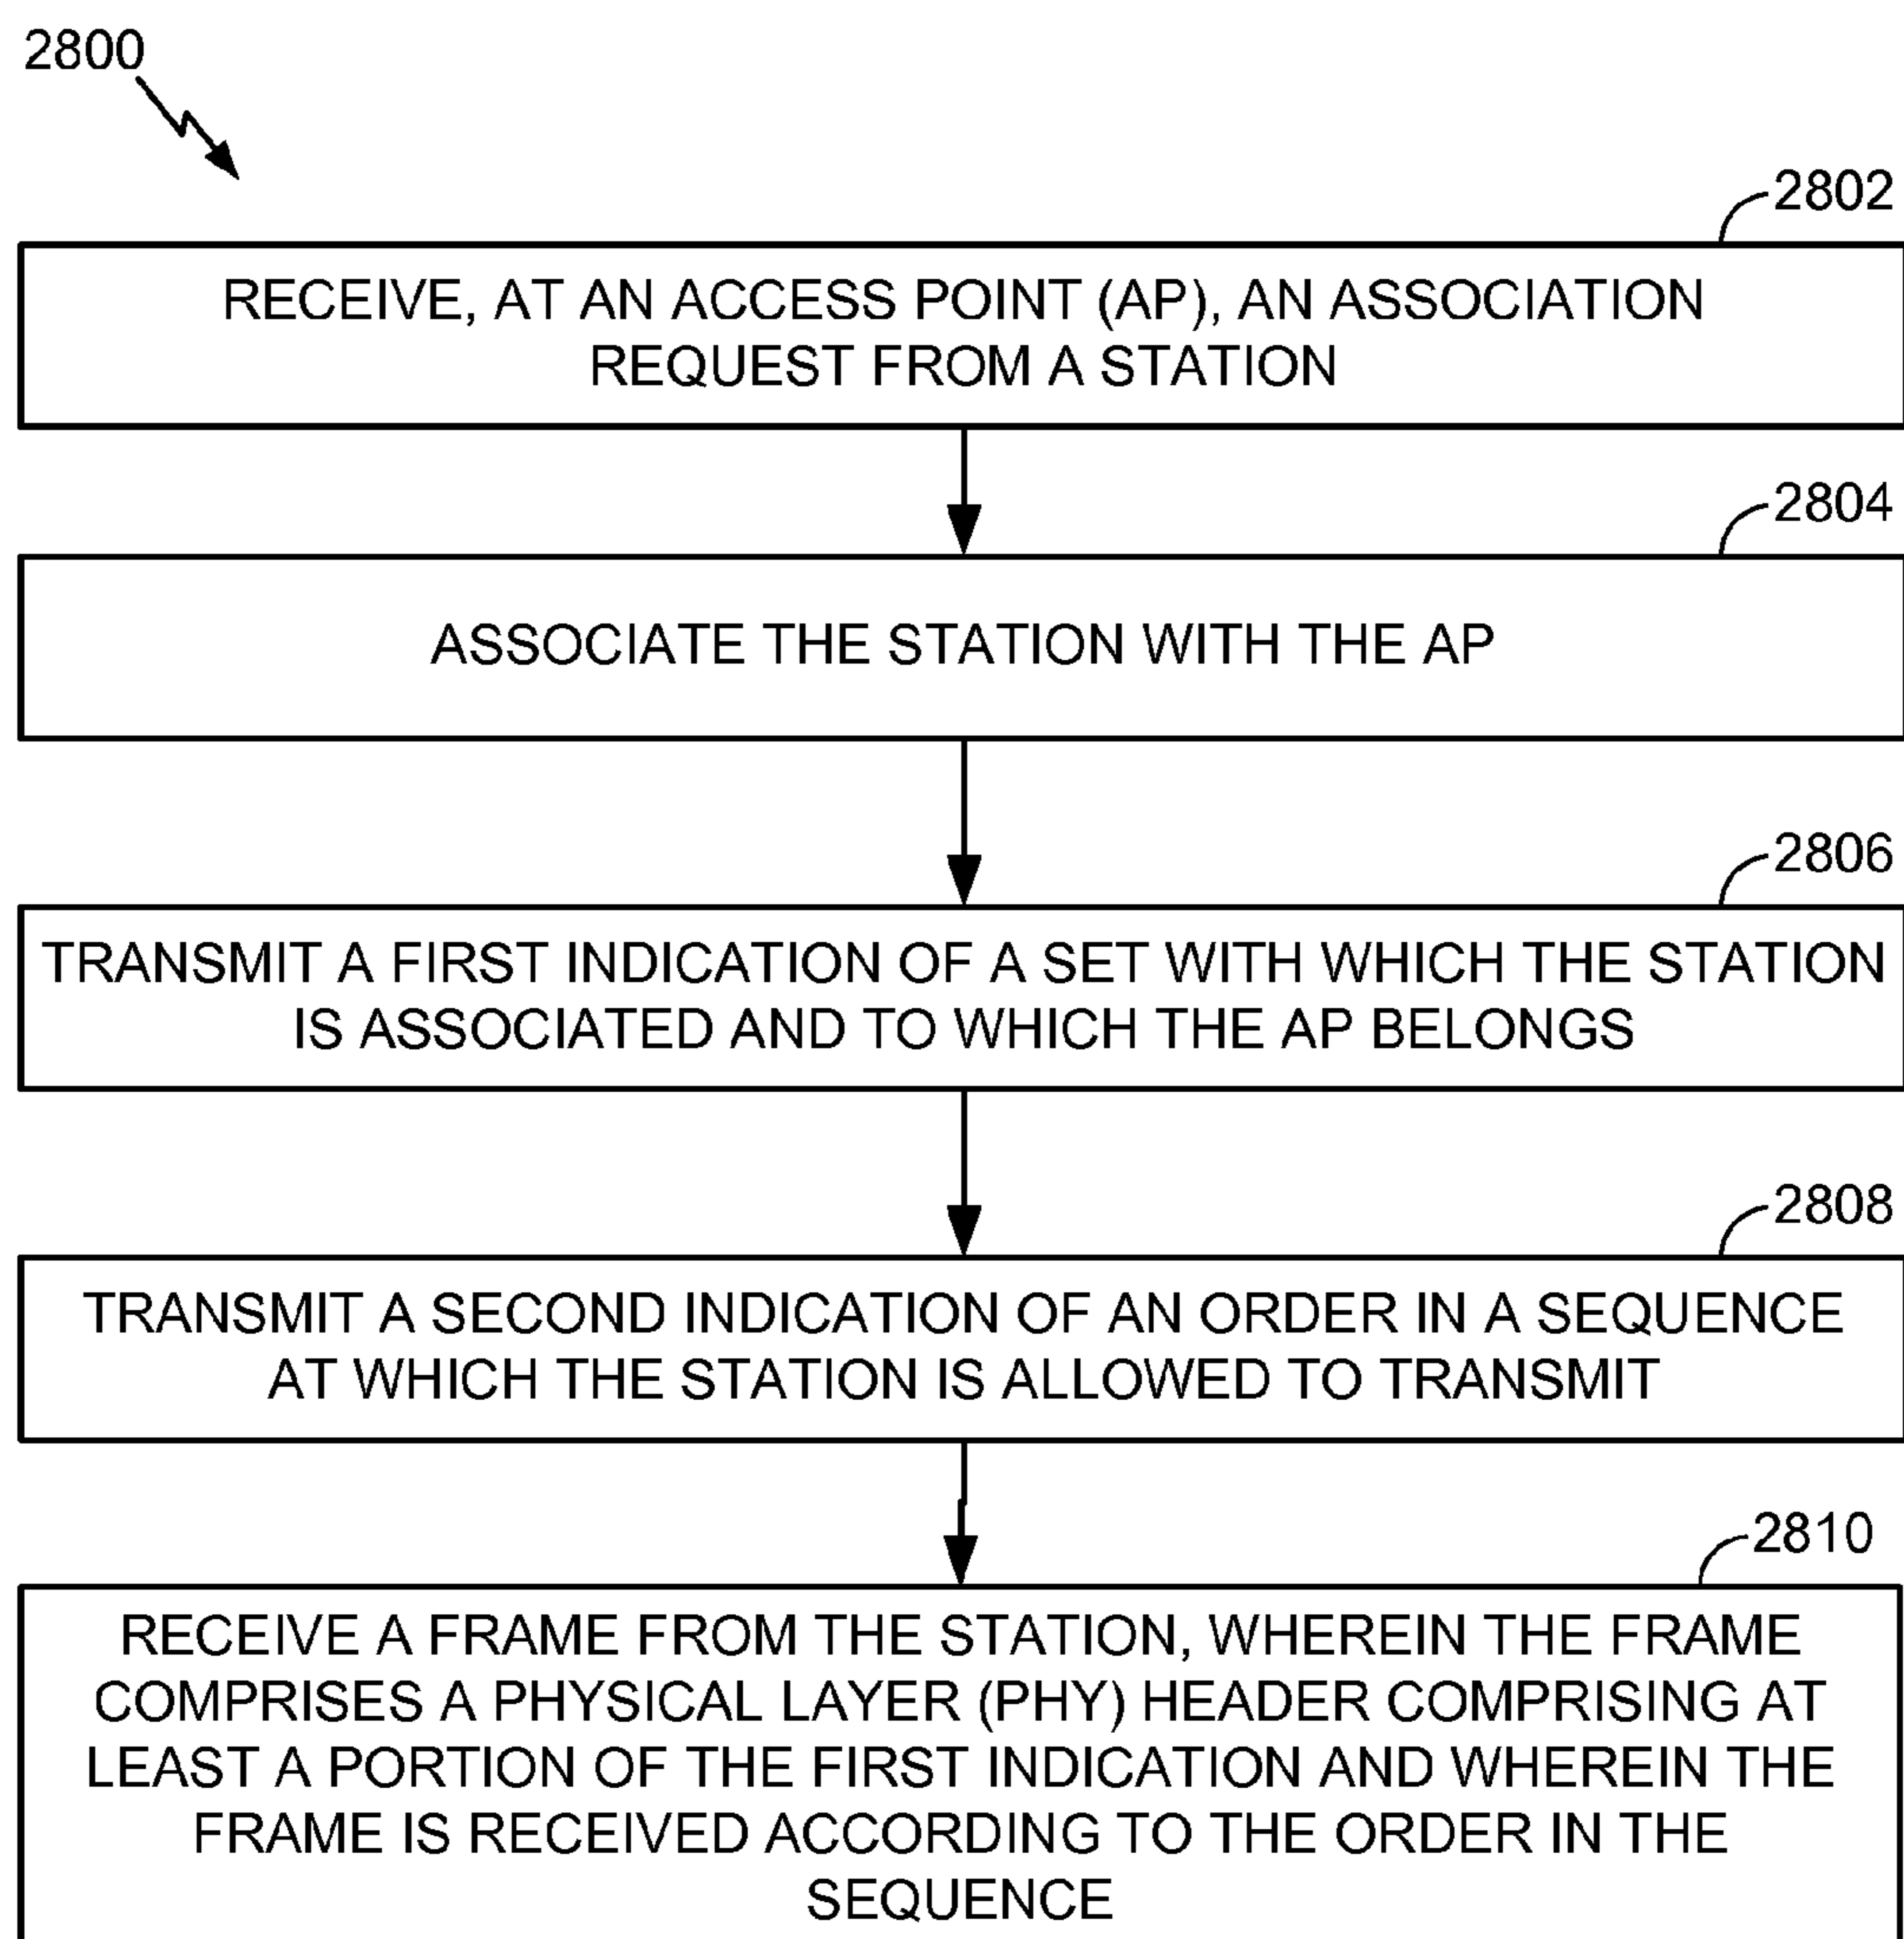 2800
2802
RECEIVE, AT AN ACCESS POINT (AP), AN ASSOCIATION
REQUEST FROM A STATION
2804
ASSOCIATE THE STATION WITH THE AP
2806
TRANSMIT A FIRST INDICATION OF A SET WITH WHICH THE STATION
IS ASSOCIATED AND TO WHICH THE AP BELONGS
2808
TRANSMIT A SECOND INDICATION OF AN ORDER IN A SEQUENCE
AT WHICH THE STATION IS ALLOWED TO TRANSMIT
2810
RECEIVE A FRAME FROM THE STATION, WHEREIN THE FRAME
COMPRISES A PHYSICAL LAYER (PHY) HEADER COMPRISING AT
LEAST A PORTION OF THE FIRST INDICATION AND WHEREIN THE
FRAME IS RECEIVED ACCORDING TO THE ORDER IN THE
SEQUENCE